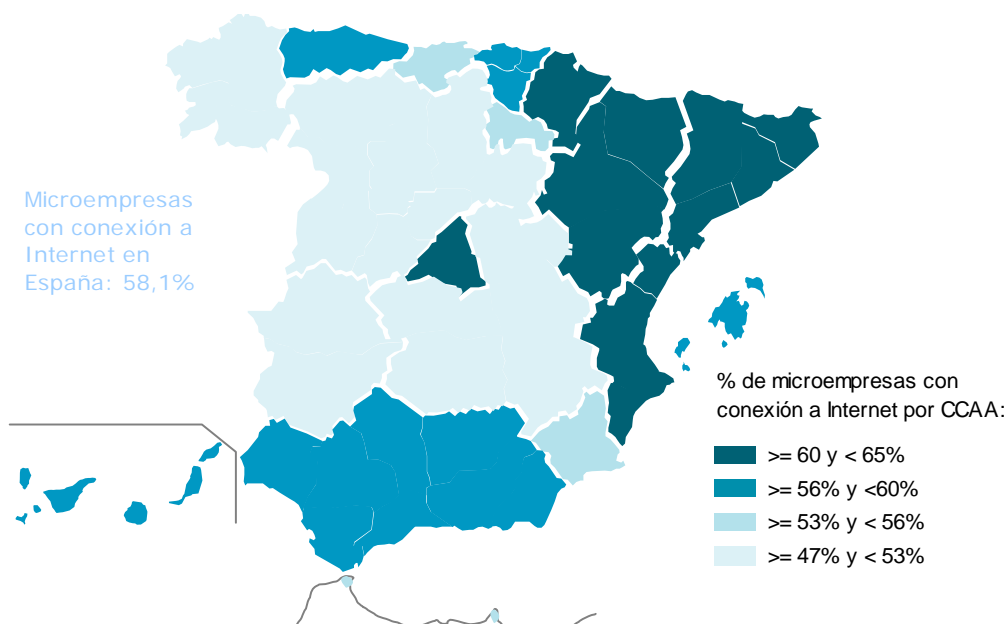 Microempresas
con conexión a
Internet en
España: 58,1%
% de microempresas con
conexión a Internet por CCAA:
>= 60 y < 65%
>= 56% y <60%
>= 53% y < 56%
>= 47% y < 53%